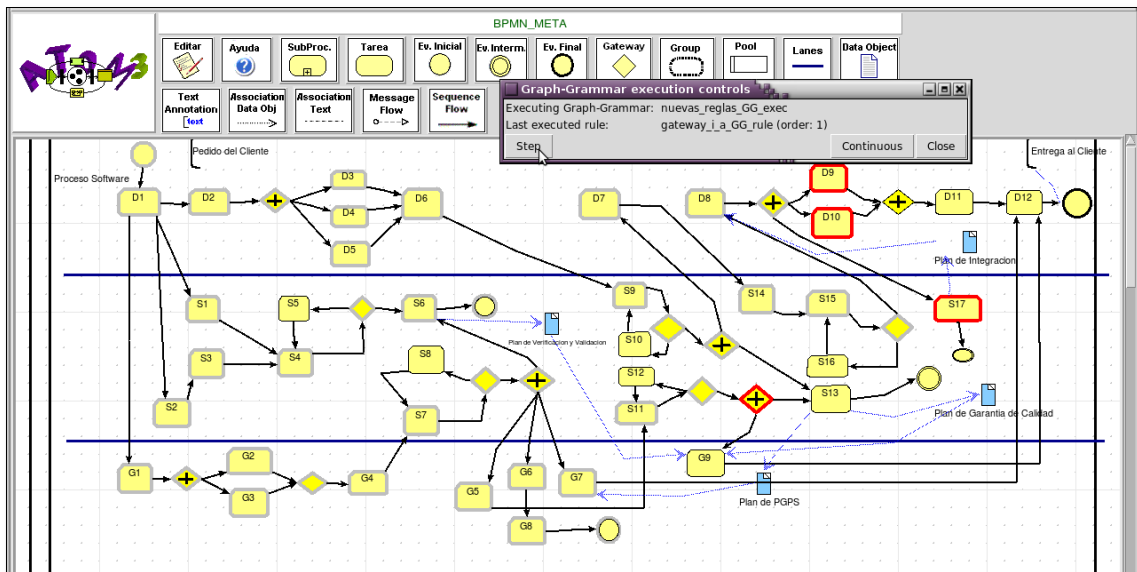 BPMN_META
ATOM3
Editar
Ayuda
SubProc.
Tarea
Ev. Inicial
Ev. Interm.
Ev. Final
Gateway
Group
Pool
Lanes
Data Object
Text
Annotation
[text
Association
Data Obj
Association
Text
Message
Flow
Sequence
Flow
Graph-Grammar execution controls
Executing Graph-Grammar: nuevas_reglas_GG_exec
Last executed rule: gateway_i_a_GG_rule (order: 1)
Step
Continuous
Close
Pedido del Cliente
Entrega al Cliente
Proceso Software
D1
D2
D3
D4
D5
D6
D7
D8
D9
D10
D11
D12
Plan de Integracion
S1
S2
S3
S4
S5
S6
S7
S8
S9
S10
S11
S12
S13
S14
S15
S16
S17
Plan de Verificacion y Validacion
Plan de Garantia de Calidad
G1
G2
G3
G4
G5
G6
G7
G8
G9
Plan de PGPS